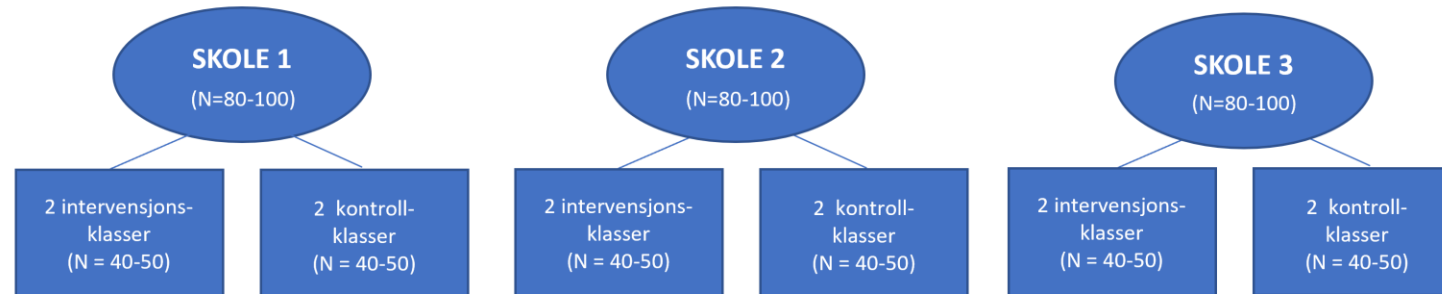 SKOLE 1
(N=80-100)
SKOLE 2
(N=80-100)
SKOLE 3
(N=80-100)
2 intervensjons-
klasser
(N = 40-50)
2 kontroll-
klasser
(N = 40-50)
2 intervensjons-
klasser
(N = 40-50)
2 kontroll-
klasser
(N = 40-50)
2 intervensjons-
klasser
(N = 40-50)
2 kontroll-
klasser
(N = 40-50)